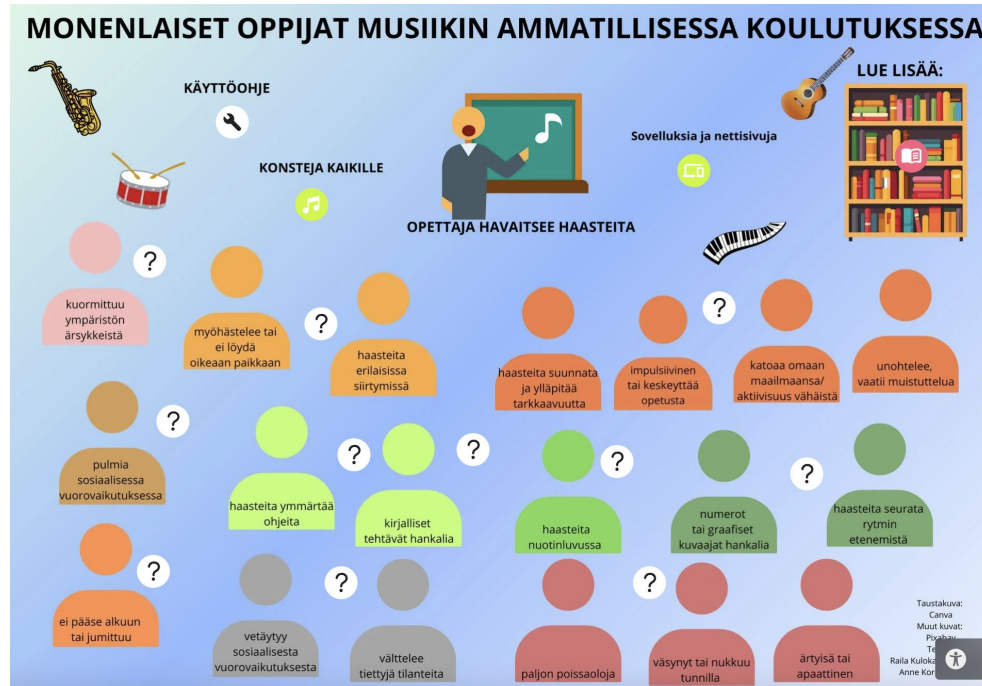 MONENLAISET OPPIJAT MUSIIKIN AMMATILLISESSA KOULUTUKSESSA
KÄYTTÖOHJE
LUE LISÄÄ:
Sovelluksia ja nettisivuja
KONSTEJA KAIKILLE
OPETTAJA HAVAITSEE HAASTEITA
?
kuormittuu
ympäristön
ärsykkeistä
myöhästelee tai
ei löydä
oikeaan paikkaan
?
haasteita
erilaisissa
siirtymissä
haasteita suunnata
ja ylläpitää
tarkkaavuutta
impulsiivinen
tai keskeyttää
opetusta
?
katoaa omaan
maailmaansa/
aktiivisuus vähäistä
unohtelee,
vaatii muistuttelua
?
pulmia
sosiaalisessa
vuorovaikutuksessa
haasteita ymmärtää
ohjeita
?
kirjalliset
tehtävät hankalia
?
haasteita
nuotinluvussa
?
numerot
tai graafiset
kuvaajat hankalia
?
haasteita seurata
rytmin
etenemistä
?
ei pääse alkuun
tai jumittuu
vetäytyy
sosiaalisesta
vuorovaikutuksesta
?
välttelee
tiettyjä tilanteita
paljon poissaoloja
?
väsynyt tai nukkuu
tunnilla
ärtyisä tai
apaattinen
Taustakuva:
Canva
Muut kuvat:
Raila
Anne